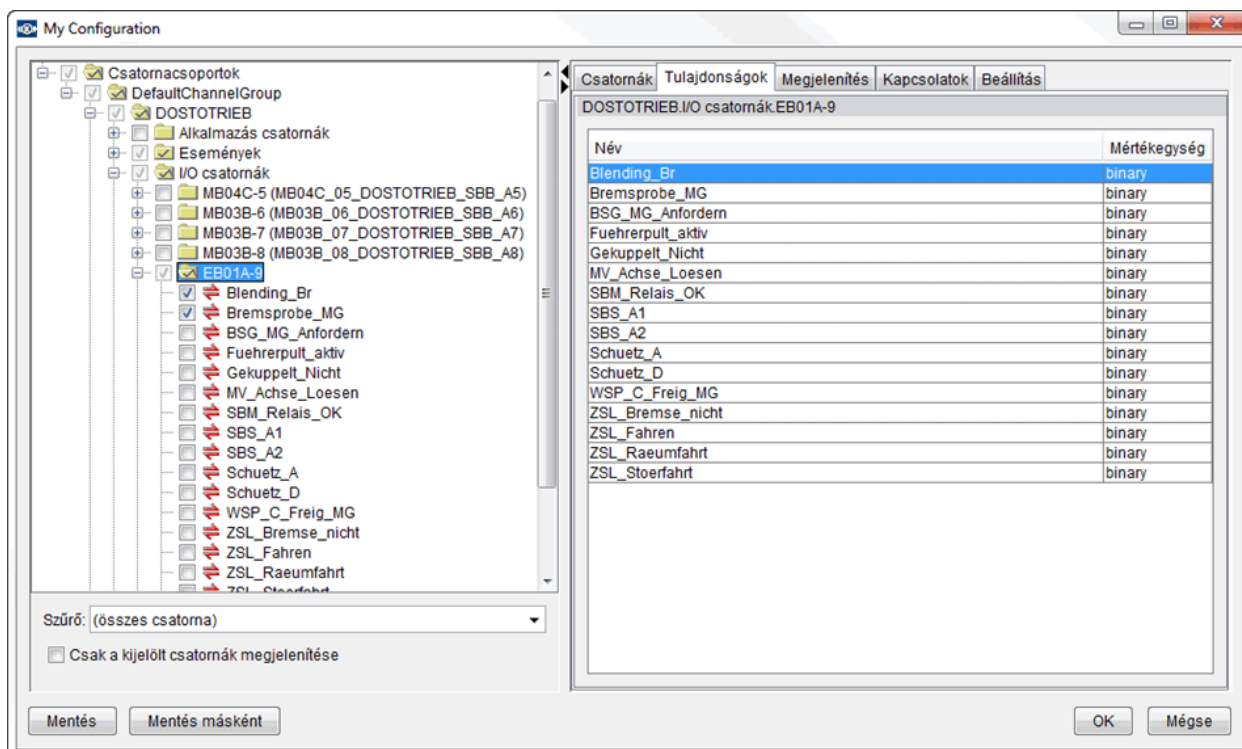 My Configuration
Csatornacsoportok
DefaultChannelGroup
DOSTOTRIEB
Alkalmazás csatornák
Események
I/O csatornák
MB04C-5 (MB04C_05_DOSTOTRIEB_SBB_A5)
MB03B-6 (MB03B_06_DOSTOTRIEB_SBB_A6)
MB03B-7 (MB03B_07_DOSTOTRIEB_SBB_A7)
MB03B-8 (MB03B_08_DOSTOTRIEB_SBB_A8)
EB01A-9
Blending_Br
Bremsprobe_MG
BSG_MG_Anfordern
Fuehrerpult_aktiv
Gekuppelt_Nicht
MV_Achse_Loesen
SBM_Relais_OK
SBS_A1
SBS_A2
Schuetz_A
Schuetz_D
WSP_C_Freig_MG
ZSL_Bremse_nicht
ZSL_Fahren
ZSL_Raeumfahrt
ZSL_Stoerfahrt
Szűrő: (összes csatorna)
Csak a kijelölt csatornák megjelenítése
Csatornák Tulajdonságok Megjelenítés Kapcsolatok Beállítás
DOSTOTRIEB.I/O csatornák.EB01A-9
Név Mértékegység
Blending_Br binary
Bremsprobe_MG binary
BSG_MG_Anfordern binary
Fuehrerpult_aktiv binary
Gekuppelt_Nicht binary
MV_Achse_Loesen binary
SBM_Relais_OK binary
SBS_A1 binary
SBS_A2 binary
Schuetz_A binary
Schuetz_D binary
WSP_C_Freig_MG binary
ZSL_Bremse_nicht binary
ZSL_Fahren binary
ZSL_Raeumfahrt binary
ZSL_Stoerfahrt binary
Mentés Mentés másként OK Mégse